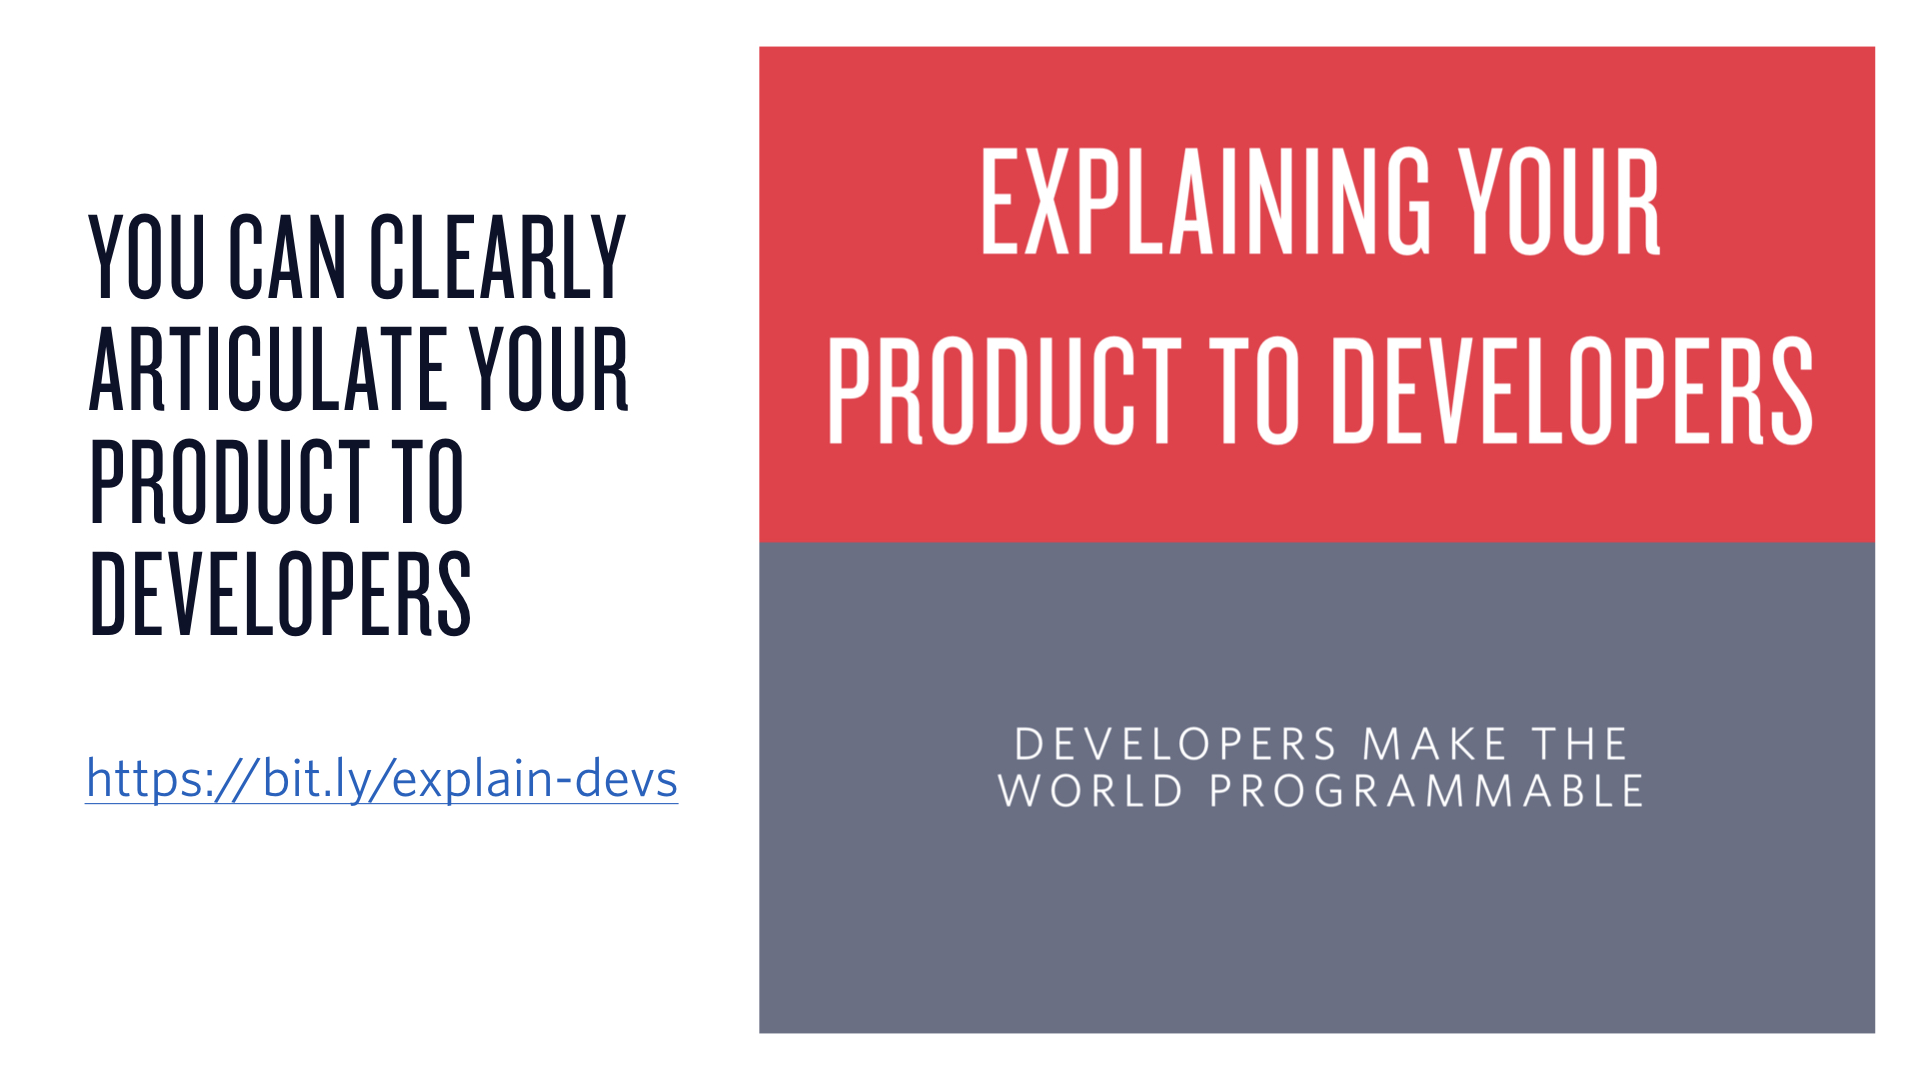 YOU CAN CLEARLY
ARTICULATE YOUR
PRODUCT TO
DEVELOPERS
https://bit.ly/explain-devs
EXPLAINING YOUR
PRODUCT TO DEVELOPERS
DEVELOPERS MAKE THE
WORLD PROGRAMMABLE